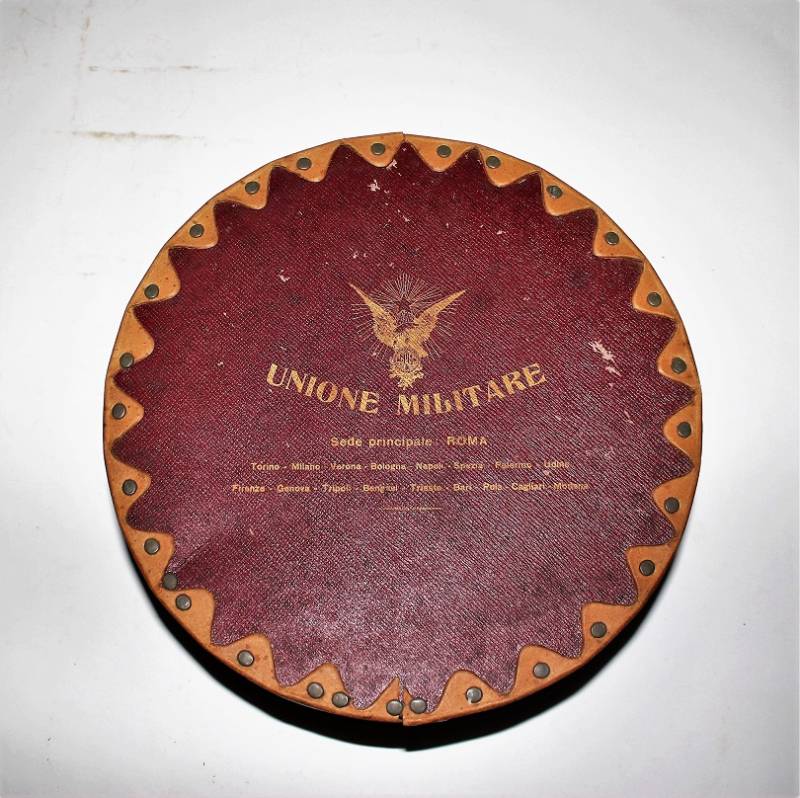 UNIONE MILITARE
Sede principale: ROMA
Torino - Milano - Verona - Bologna - Napoli - Spezia - Palermo - Udine
Firenze - Genova - Tripoli - Bengasi - Trieste - Bari - Pola - Cagliari - Modena